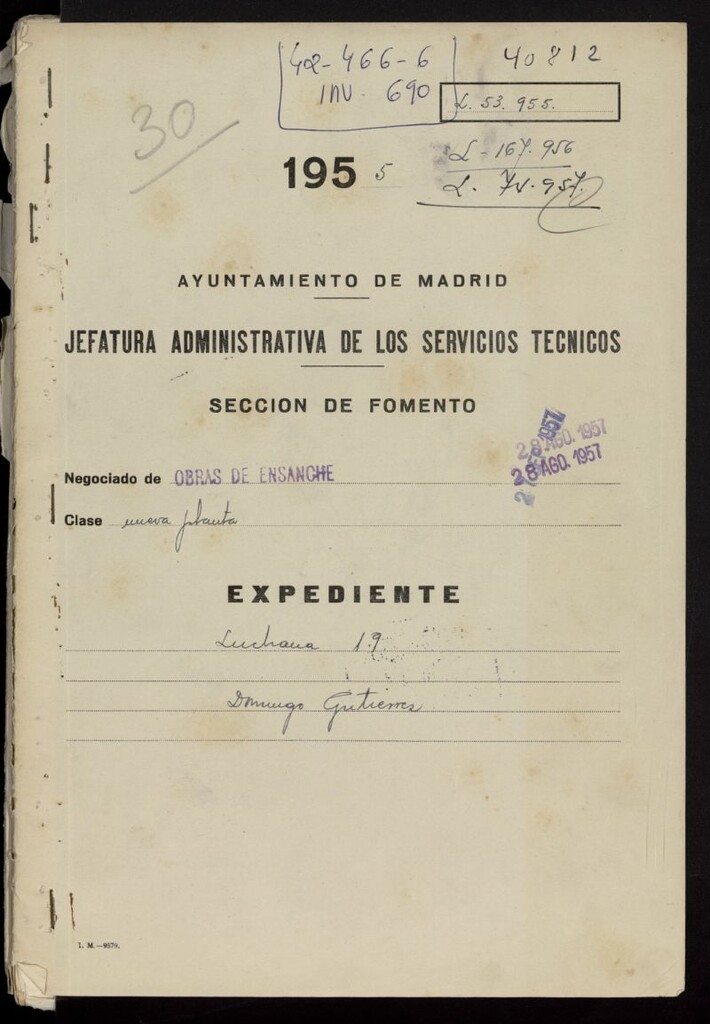 42-466-6
INV. 690
40812
L. 53.955.
30
1955
L-167.956
L. 74.957.
AYUNTAMIENTO DE MADRID
JEFATURA ADMINISTRATIVA DE LOS SERVICIOS TECNICOS
SECCION DE FOMENTO
28 AGO. 1957
28 AGO. 1957
Negociado de OBRAS DE ENSANCHE
Clase nueva planta
EXPEDIENTE
Luchana 19
Domingo Gutierrez
I. M.—9579.